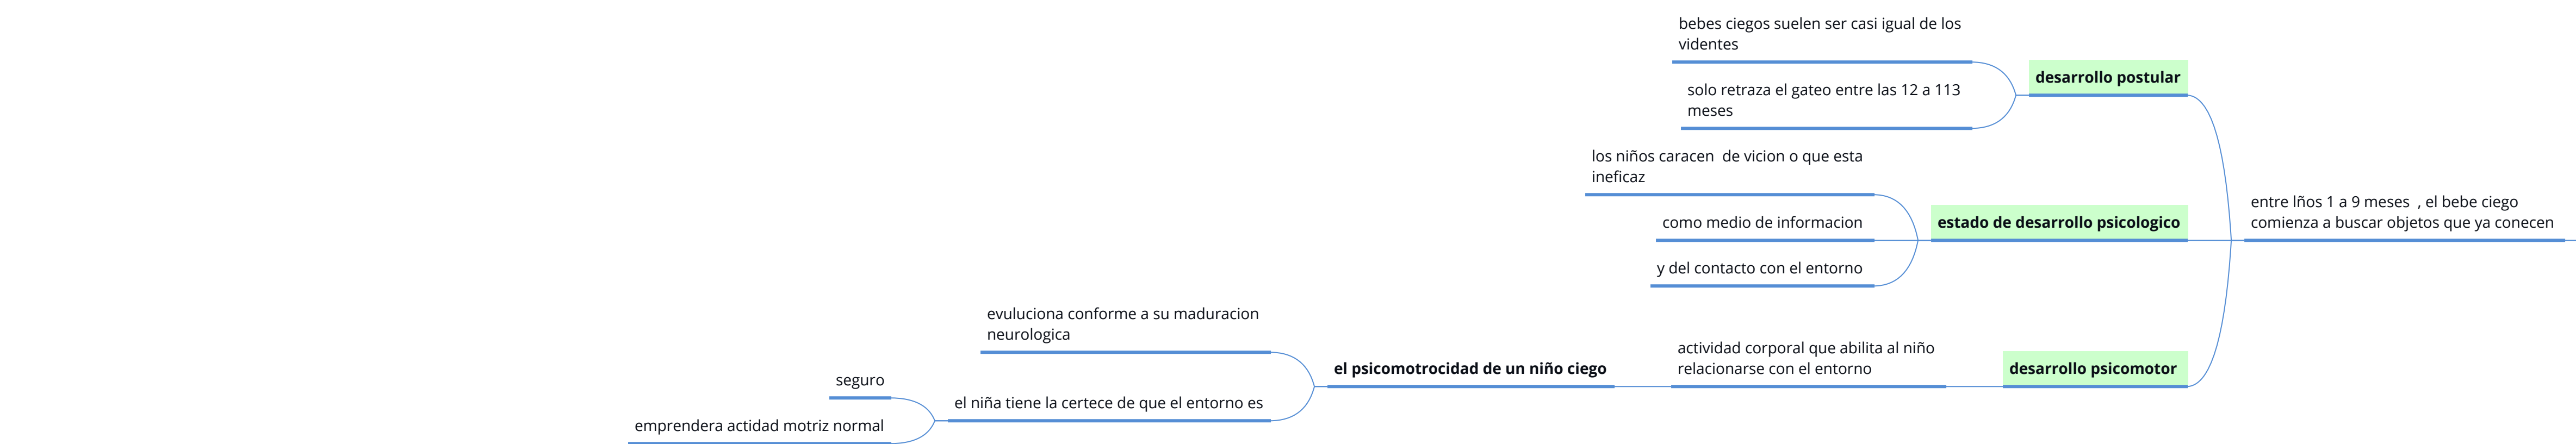 bebes ciegos suelen ser casi igual de los
videntes
desarrollo postular
solo retraza el gateo entre las 12 a 113
meses
los niños caracen  de vicion o que esta
ineficaz
como medio de informacion
estado de desarrollo psicologico
y del contacto con el entorno
entre lños 1 a 9 meses  , el bebe ciego
comienza a buscar objetos que ya conecen
evuluciona conforme a su maduracion
neurologica
el psicomotrocidad de un niño ciego
actividad corporal que abilita al niño
relacionarse con el entorno
desarrollo psicomotor
seguro
el niña tiene la certece de que el entorno es
emprendera actidad motriz normal